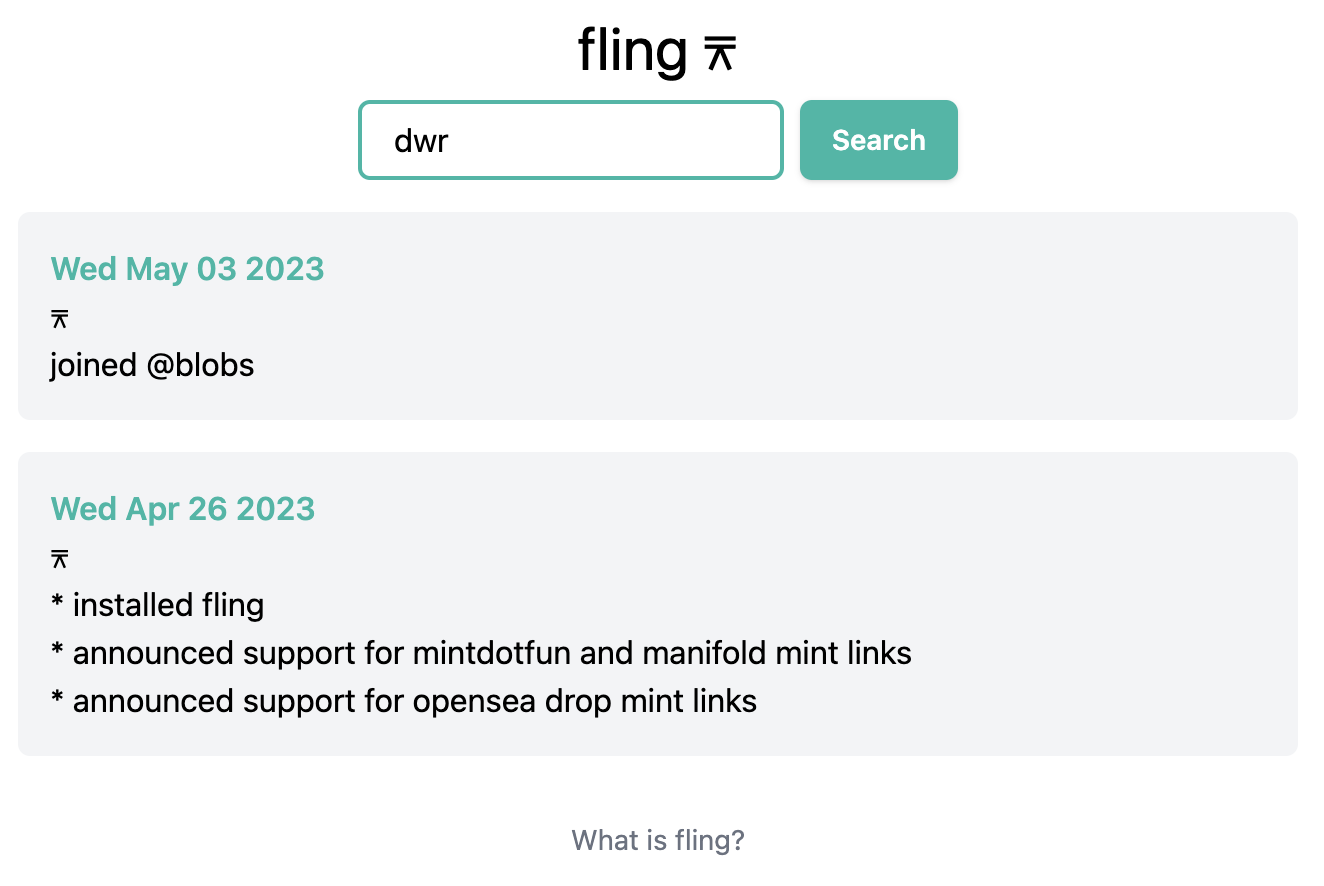 fling ⚻
dwr
Search
Wed May 03 2023
⚻
joined @blobs
Wed Apr 26 2023
⚻
* installed fling
* announced support for mintdotfun and manifold mint links
* announced support for opensea drop mint links
What is fling?